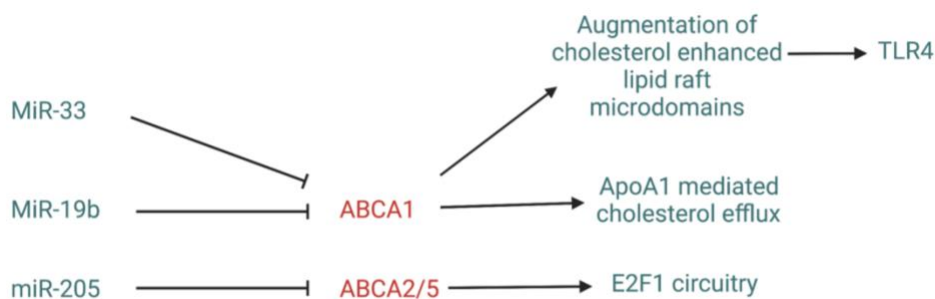 Augmentation of
cholesterol enhanced
lipid raft
microdomains
TLR4
MiR-33
MiR-19b
ABCA1
ApoA1 mediated
cholesterol efflux
miR-205
ABCA2/5
E2F1 circuitry